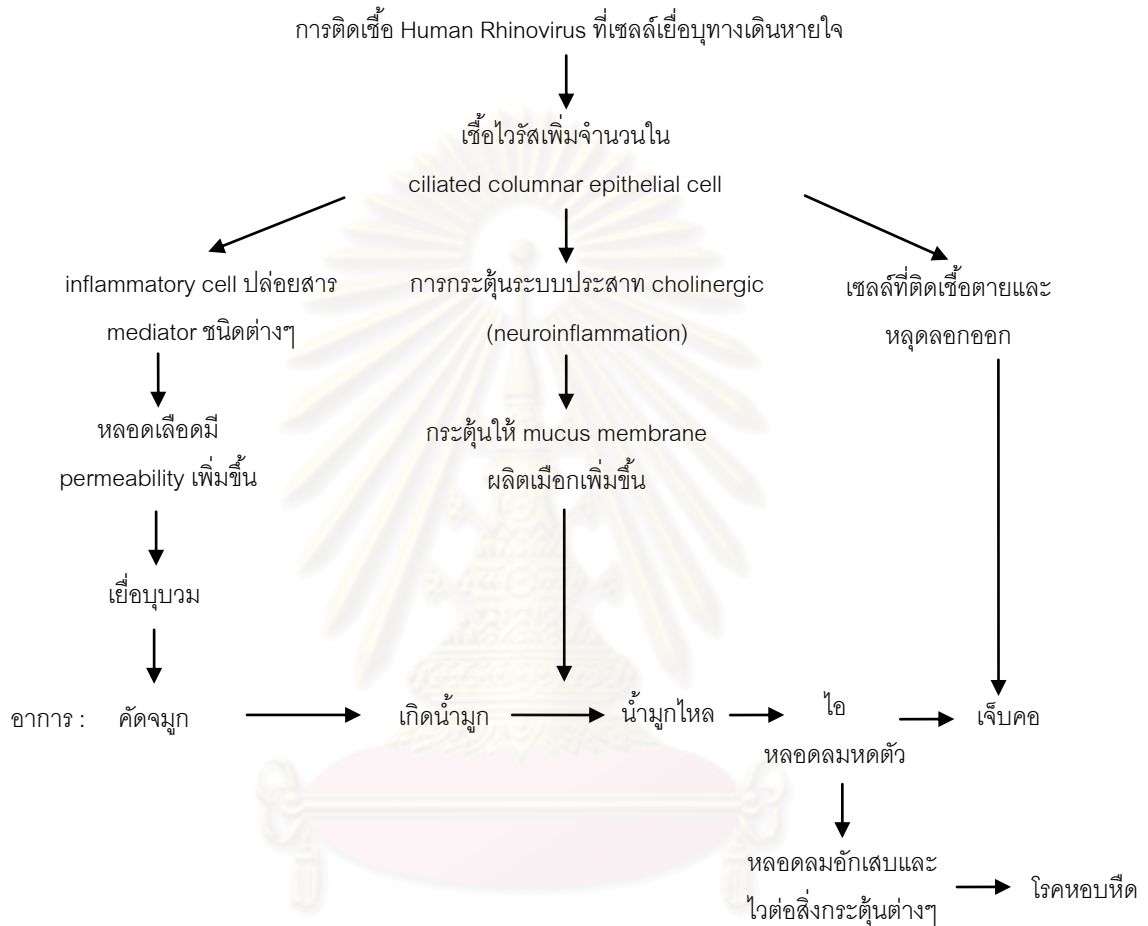 การติดเชื้อ Human Rhinovirus ที่เซลล์เยื่อบุทางเดินหายใจ
เชื้อไวรัสเพิ่มจำนวนใน
ciliated columnar epithelial cell
inflammatory cell ปล่อยสาร
mediator ชนิดต่างๆ
การกระตุ้นระบบประสาท cholinergic
(neuroinflammation)
เซลล์ที่ติดเชื้อตายและ
หลุดลอกออก
หลอดเลือดมี
permeability เพิ่มขึ้น
กระตุ้นให้ mucus membrane
ผลิตเมือกเพิ่มขึ้น
เยื่อบุบวม
อาการ : คัดจมูก เกิดน้ำมูก น้ำมูกไหล ไอ เจ็บคอ
หลอดลมหดตัว
หลอดลมอักเสบและ
ไวต่อสิ่งกระตุ้นต่างๆ
โรคหอบหืด